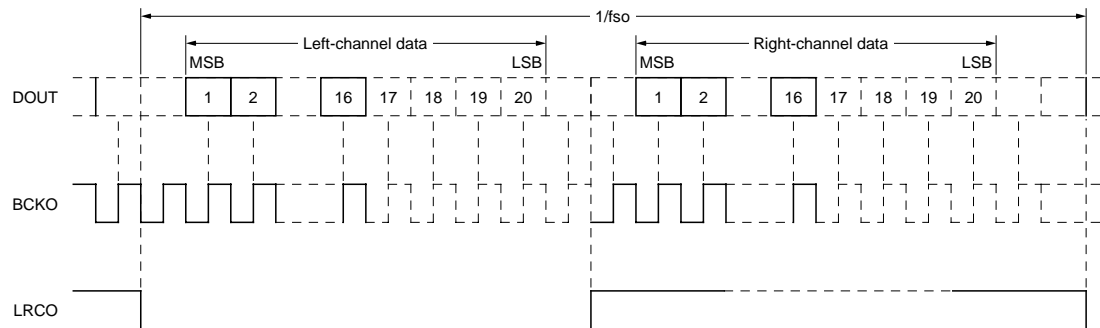 1/fso
Left-channel data Right-channel data
MSB LSB MSB LSB
DOUT 1 2 16 17 18 19 20 1 2 16 17 18 19 20
BCKO
LRCO